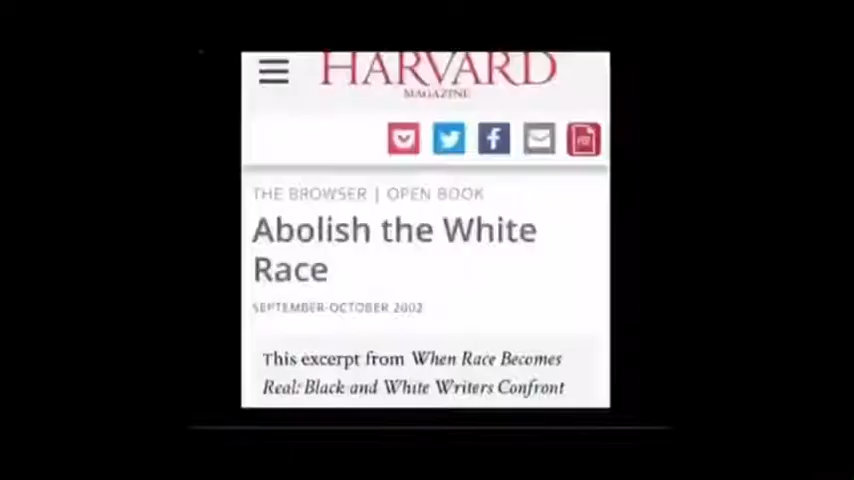 HARVARD
MAGAZINE
THE BROWSER | OPEN BOOK
Abolish the White
Race
SEPTEMBER-OCTOBER 2002
This excerpt from When Race Becomes
Real: Black and White Writers Confront